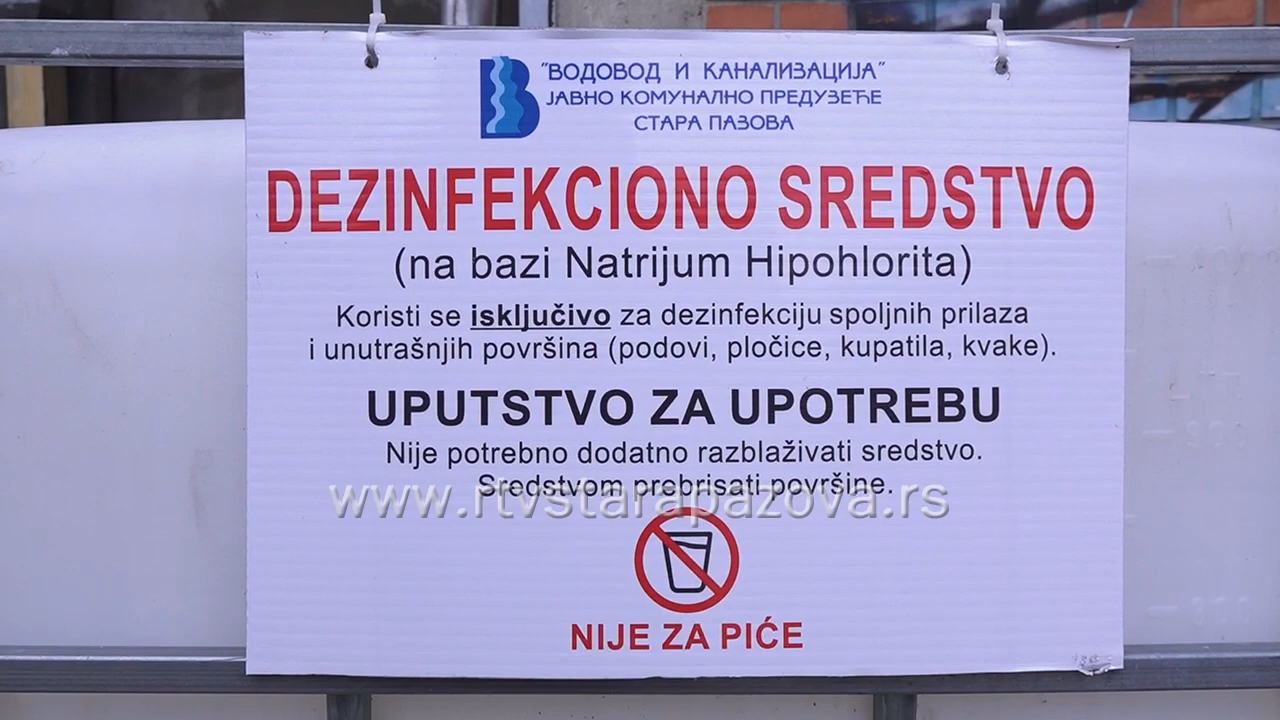 "ВОДОВОД И КАНАЛИЗАЦИЈА"
ЈАВНО КОМУНАЛНО ПРЕДУЗЕЋЕ
СТАРА ПАЗОВА
DEZINFEKCIONO SREDSTVO
(na bazi Natrijum Hipohlorita)
Koristi se isključivo za dezinfekciju spoljnih prilaza
i unutrašnjih površina (podovi, pločice, kupatila, kvake).
UPUTSTVO ZA UPOTREBU
Nije potrebno dodatno razblaživati sredstvo.
Sredstvom prebrisati površine.
www.rtvstarapazova.rs
NIJE ZA PIĆE